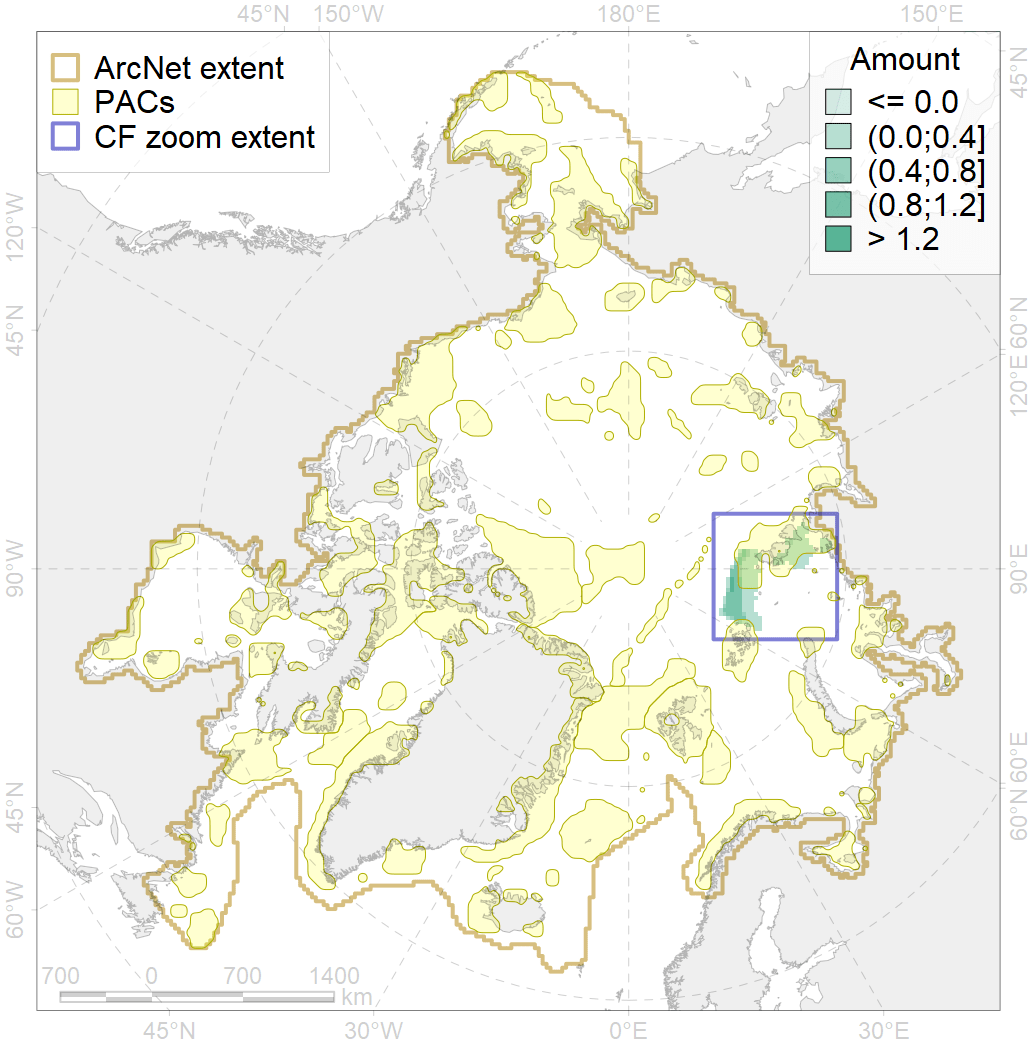 45°N 150°W 180°E 150°E
ArcNet extent
PACs
CF zoom extent
Amount
<= 0.0
(0.0;0.4]
(0.4;0.8]
(0.8;1.2]
> 1.2
45°N
120°W
45°N
60°N
120°E
90°W
90°E
45°N
60°W
60°E
60°N
700 0 700 1400
km
45°N 30°W 0°E 30°E